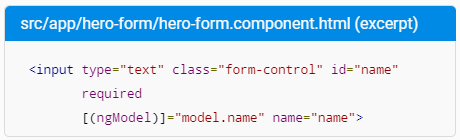 src/app/hero-form/hero-form.component.html (excerpt)
<input type="text" class="form-control" id="name"
required
[(ngModel)]="model.name" name="name">